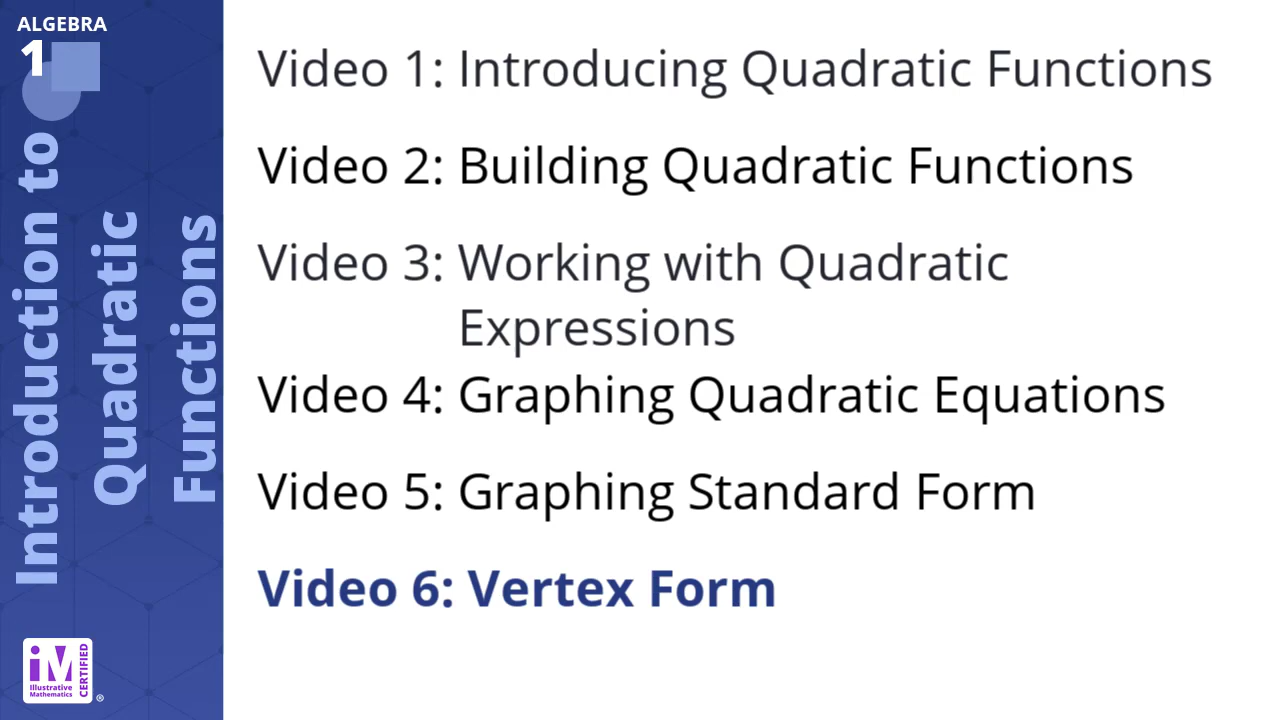 ALGEBRA
1
Introduction to
Quadratic
Functions
iM
CERTIFIED
Illustrative
Mathematics
®
Video 1: Introducing Quadratic Functions
Video 2: Building Quadratic Functions
Video 3: Working with Quadratic
Expressions
Video 4: Graphing Quadratic Equations
Video 5: Graphing Standard Form
Video 6: Vertex Form